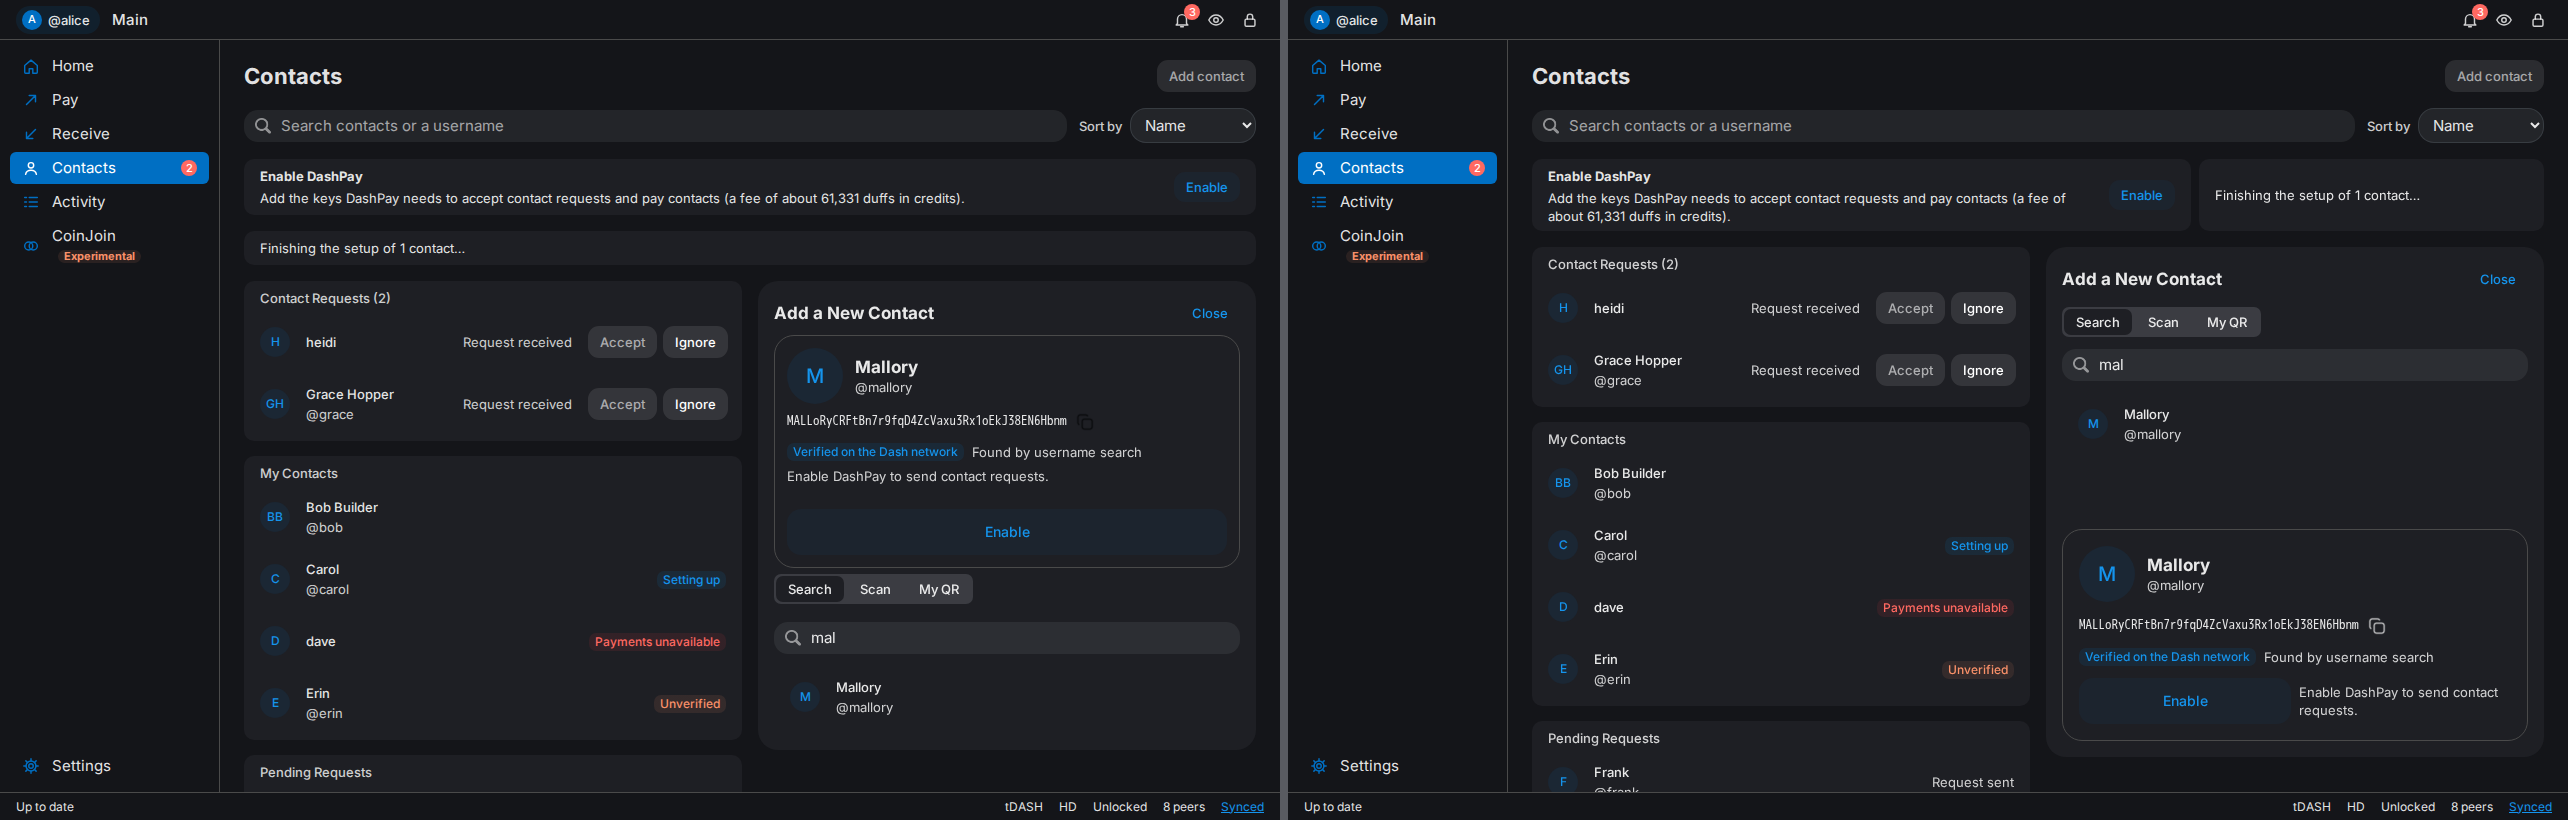 A @alice Main 3
Home
Pay
Receive
Contacts 2
Activity
CoinJoin
Experimental
Settings
Contacts
Add contact
Search contacts or a username
Sort by Name
Enable DashPay
Add the keys DashPay needs to accept contact requests and pay contacts (a fee of about 61,331 duffs in credits).
Enable
Finishing the setup of 1 contact...
Contact Requests (2)
H heidi Request received Accept Ignore
GH Grace Hopper
@grace
Request received Accept Ignore
My Contacts
BB Bob Builder
@bob
C Carol
@carol
Setting up
D dave Payments unavailable
E Erin
@erin
Unverified
Pending Requests
Add a New Contact Close
M Mallory
@mallory
MALLoRyCRFtBn7r9fqD4ZcVaxu3Rx1oEkJ38EN6Hbnm
Verified on the Dash network Found by username search
Enable DashPay to send contact requests.
Enable
Search Scan My QR
mal
M Mallory
@mallory
Up to date tDASH HD Unlocked 8 peers Synced
A @alice Main 3
Home
Pay
Receive
Contacts 2
Activity
CoinJoin
Experimental
Settings
Contacts
Add contact
Search contacts or a username
Sort by Name
Enable DashPay
Add the keys DashPay needs to accept contact requests and pay contacts (a fee of
about 61,331 duffs in credits).
Enable
Finishing the setup of 1 contact...
Contact Requests (2)
H heidi Request received Accept Ignore
GH Grace Hopper
@grace
Request received Accept Ignore
My Contacts
BB Bob Builder
@bob
C Carol
@carol
Setting up
D dave Payments unavailable
E Erin
@erin
Unverified
Pending Requests
F Frank
@frank
Request sent
Add a New Contact Close
Search Scan My QR
mal
M Mallory
@mallory
M Mallory
@mallory
MALLoRyCRFtBn7r9fqD4ZcVaxu3Rx1oEkJ38EN6Hbnm
Verified on the Dash network Found by username search
Enable
Enable DashPay to send contact
requests.
Up to date tDASH HD Unlocked 8 peers Synced